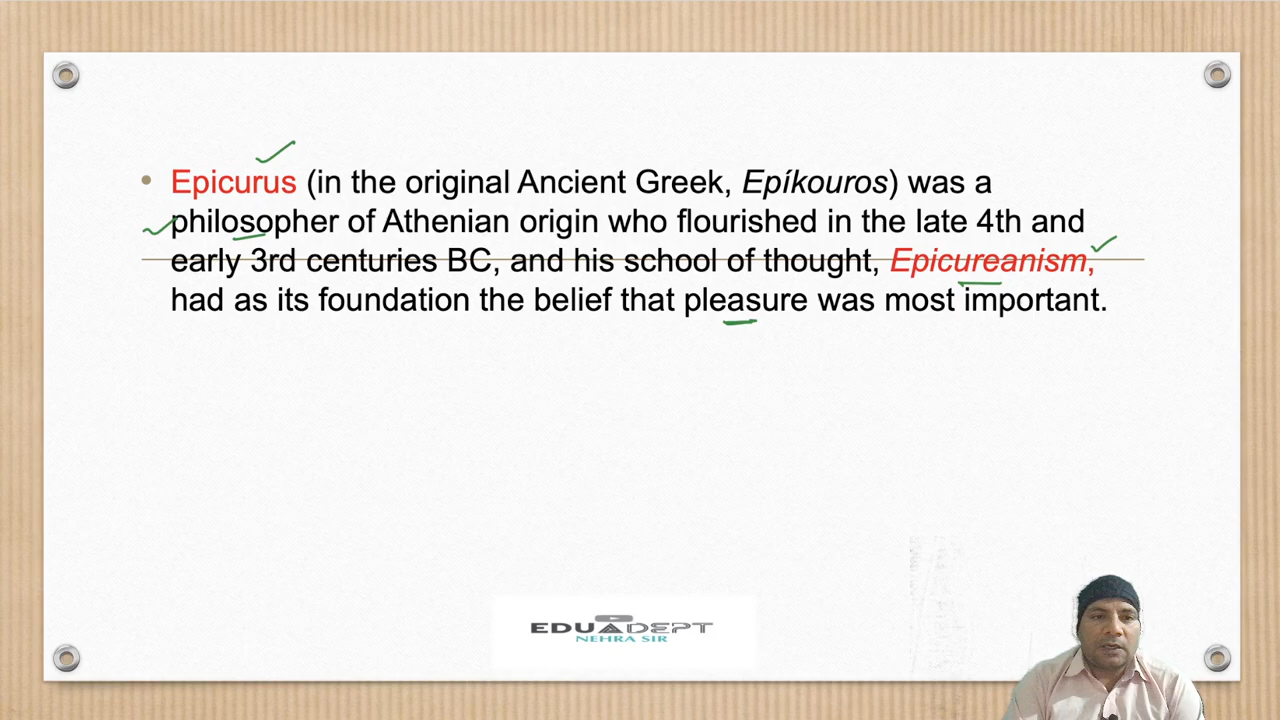 • Epicurus (in the original Ancient Greek, Epíkouros) was a
philosopher of Athenian origin who flourished in the late 4th and
early 3rd centuries BC, and his school of thought, Epicureanism,
had as its foundation the belief that pleasure was most important.
EDUADEPT
NEHRA SIR